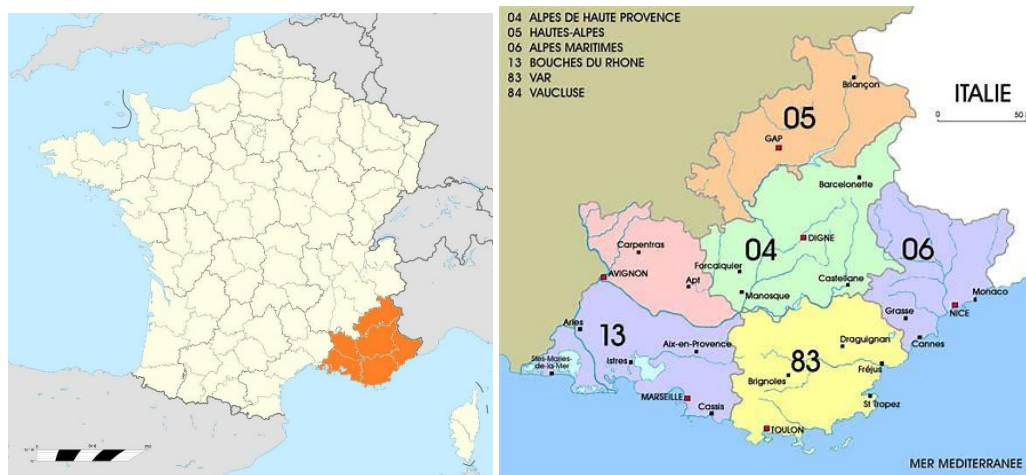 04 ALPES DE HAUTE PROVENCE
05 HAUTES-ALPES
06 ALPES MARITIMES
13 BOUCHES DU RHONE
83 VAR
84 VAUCLUSE
ITALIE
0 50
Briançon
05
GAP
Barcelonette
Carpentras
DIGNE
04
06
Forcalquier
AVIGNON
Apt
Castellane
Manosque
Monaco
NICE
Grasse
Arles
13
Draguignan
Cannes
Aix-en-Provence
83
Stes-Maries-
de-la-Mer
Istres
Fréjus
Brignoles
MARSEILLE
St Tropez
Cassis
TOULON
MER MEDITERRANEE